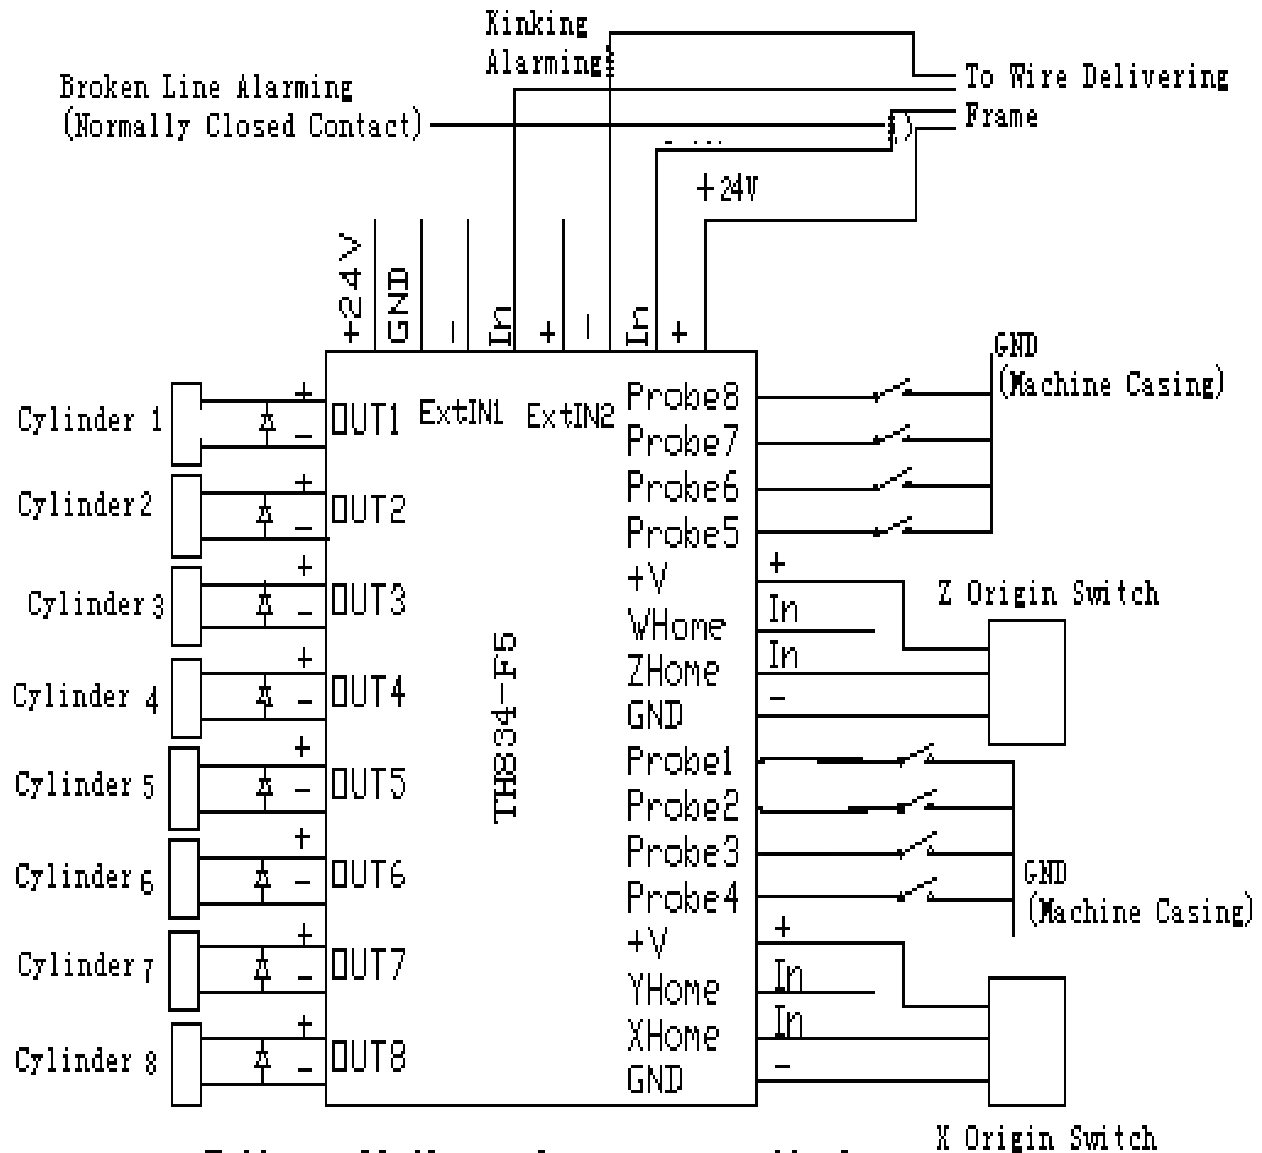 Kinking
Alarming
To Wire Delivering
Frame
Broken Line Alarming
(Normally Closed Contact)
+24V
+24V
GND
-
In
+
-
In
+
GND
(Machine Casing)
Cylinder 1
+
-
OUT1
ExtIN1
ExtIN2
Probe8
Probe7
Cylinder 2
+
-
OUT2
Probe6
Probe5
Cylinder 3
+
-
OUT3
+V
+
WHome
In
Z Origin Switch
Cylinder 4
+
-
OUT4
ZHome
In
GND
-
TH834-F5
Cylinder 5
+
-
OUT5
Probe1
Probe2
Cylinder 6
+
-
OUT6
Probe3
Probe4
GND
(Machine Casing)
Cylinder 7
+
-
OUT7
+V
+
YHome
In
Cylinder 8
+
-
OUT8
XHome
In
GND
-
X Origin Switch